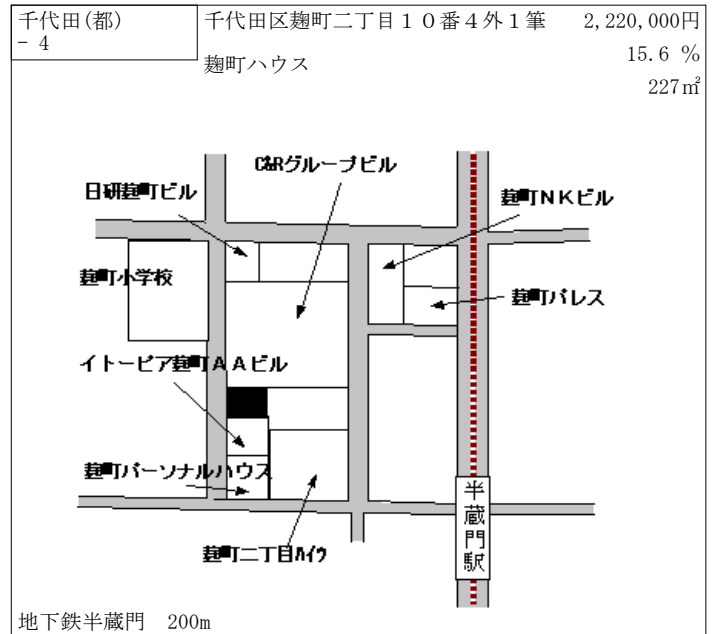 千代田(都)
- 4
千代田区麹町二丁目１０番４外１筆 2,220,000円
麹町ハウス
15.6 %
227㎡
C&Rグループビル
日研麹町ビル
麹町NKビル
麹町小学校
麹町パレス
イトーピア麹町AAビル
麹町パーソナルハウス
半蔵門駅
麹町二丁目ﾊｲﾂ
地下鉄半蔵門 200m